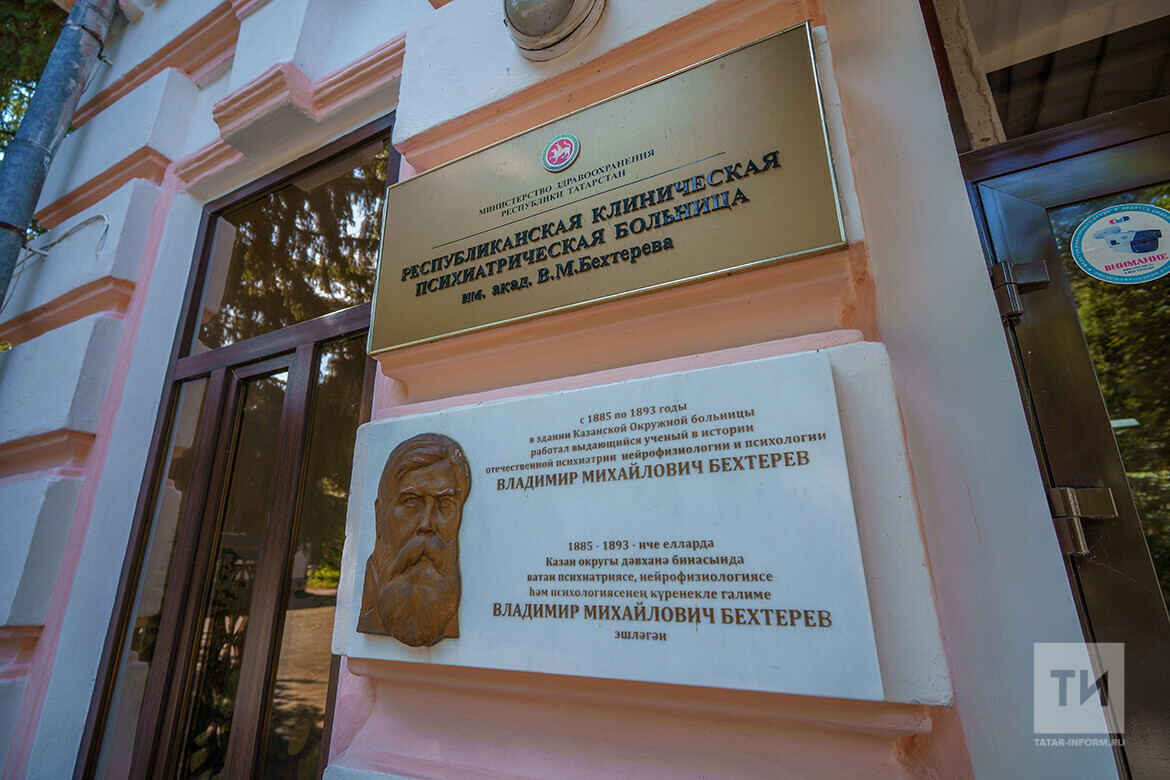 МИНИСТЕРСТВО ЗДРАВООХРАНЕНИЯ
РЕСПУБЛИКИ ТАТАРСТАН
РЕСПУБЛИКАНСКАЯ КЛИНИЧЕСКАЯ
ПСИХИАТРИЧЕСКАЯ БОЛЬНИЦА
им. акад. В.М.Бехтерева
с 1885 по 1893 годы
в здании Казанской Окружной больницы
работал выдающийся ученый в истории
отечественной психиатрии нейрофизиологии и психологии
ВЛАДИМИР МИХАЙЛОВИЧ БЕХТЕРЕВ
1885 - 1893 - нче елларда
Казан округы дәвханә бинасында
ватан психиатриясе, нейрофизиологиясе
һәм психологиясенең күренекле галиме
ВЛАДИМИР МИХАЙЛОВИЧ БЕХТЕРЕВ
эшләгән
ВНИМАНИЕ
ТИ
TATAR-INFORM.RU